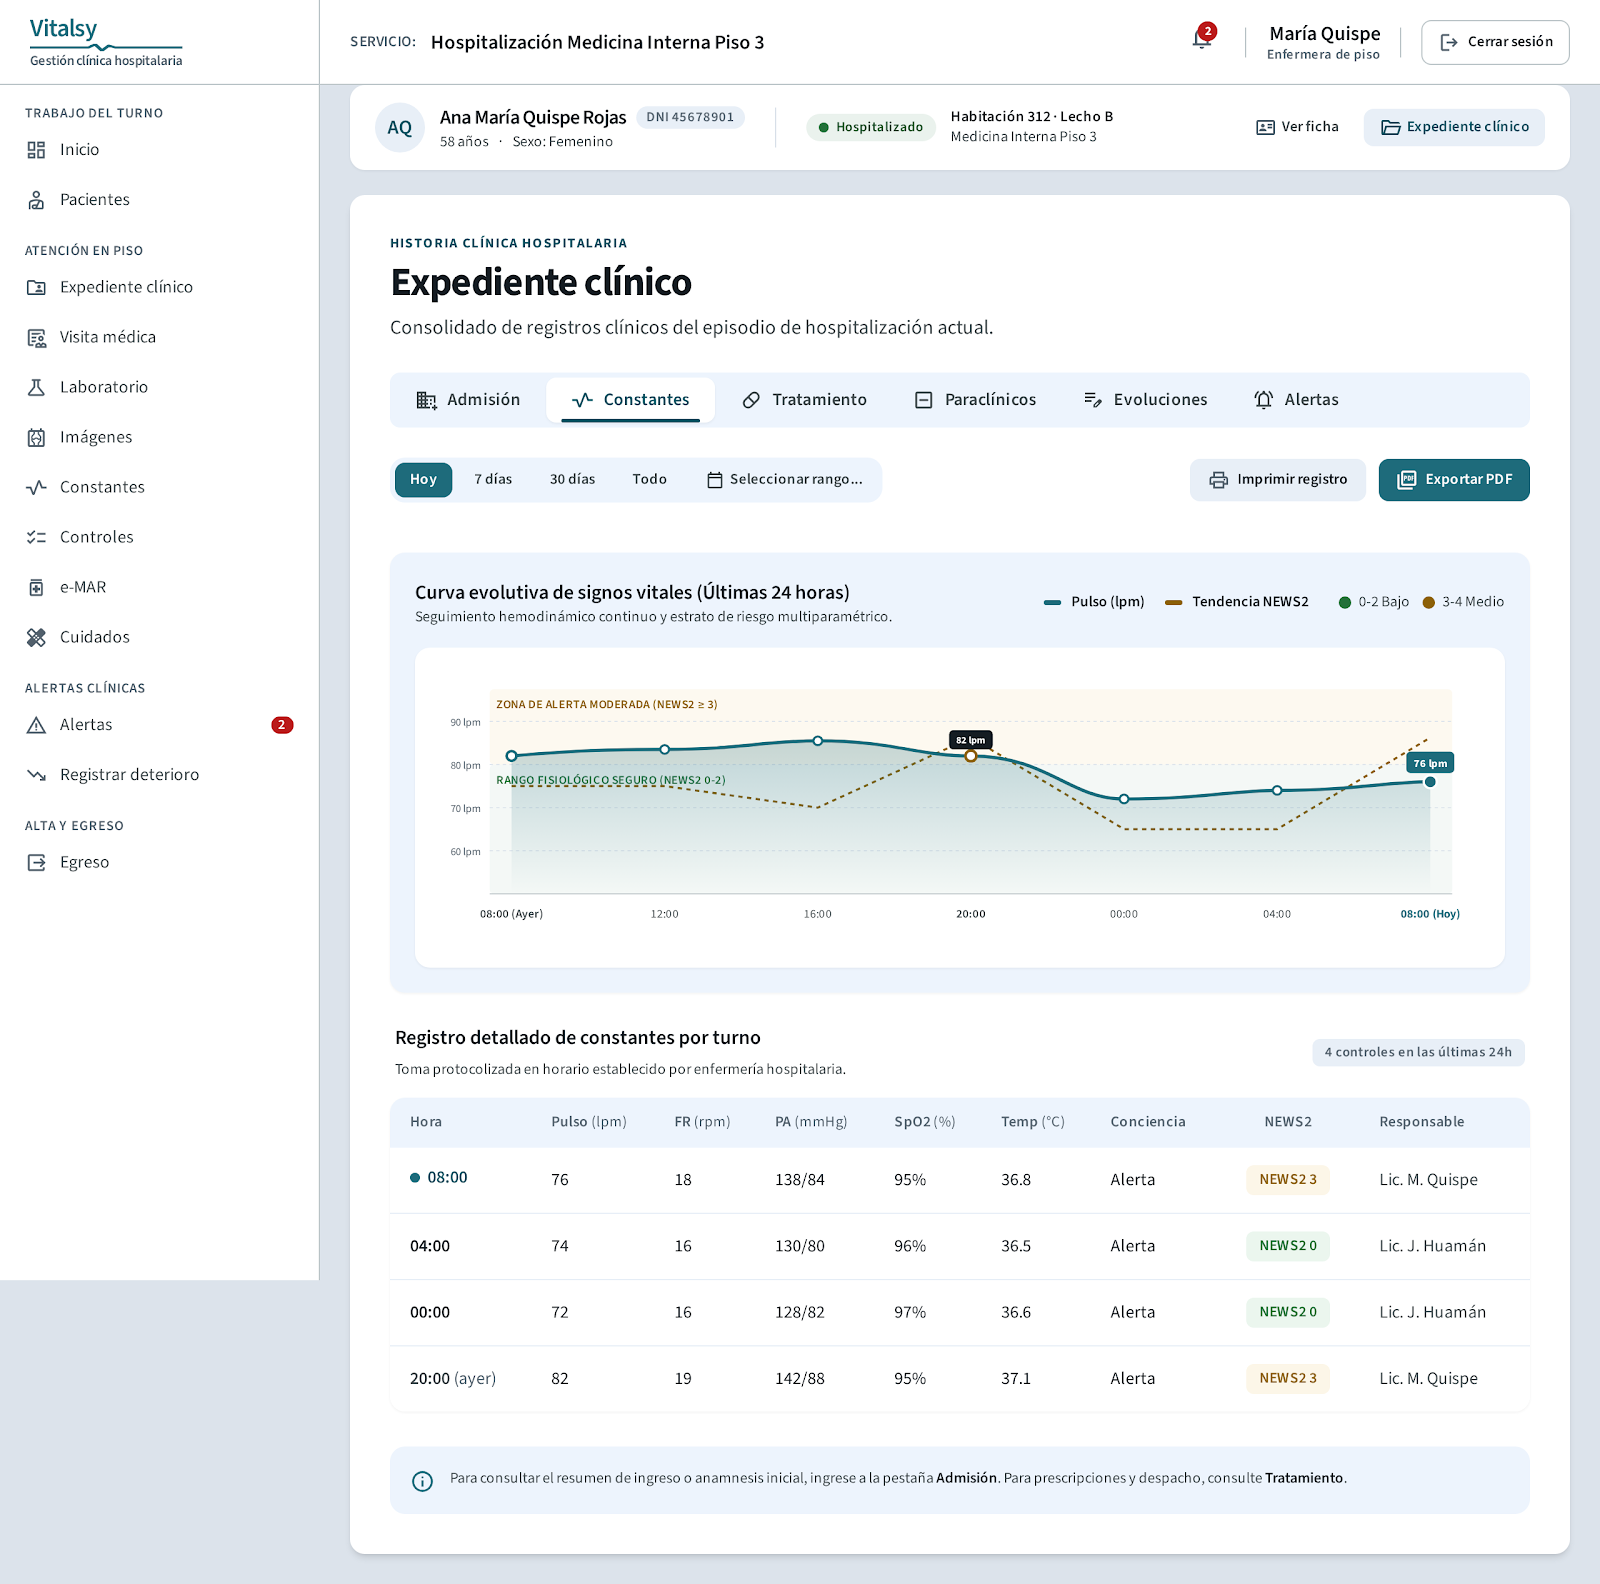 Vitalsy
Gestión clínica hospitalaria
SERVICIO: Hospitalización Medicina Interna Piso 3
2
María Quispe
Enfermera de piso
Cerrar sesión
TRABAJO DEL TURNO
Inicio
Pacientes
ATENCIÓN EN PISO
Expediente clínico
Visita médica
Laboratorio
Imágenes
Constantes
Controles
e-MAR
Cuidados
ALERTAS CLÍNICAS
Alertas 2
Registrar deterioro
ALTA Y EGRESO
Egreso
AQ
Ana María Quispe Rojas DNI 45678901
58 años · Sexo: Femenino
Hospitalizado
Habitación 312 · Lecho B
Medicina Interna Piso 3
Ver ficha
Expediente clínico
HISTORIA CLÍNICA HOSPITALARIA
Expediente clínico
Consolidado de registros clínicos del episodio de hospitalización actual.
Admisión Constantes Tratamiento Paraclínicos Evoluciones Alertas
Hoy 7 días 30 días Todo Seleccionar rango...
Imprimir registro
PDF Exportar PDF
Curva evolutiva de signos vitales (Últimas 24 horas)
Seguimiento hemodinámico continuo y estrato de riesgo multiparamétrico.
Pulso (lpm) Tendencia NEWS2 0-2 Bajo 3-4 Medio
ZONA DE ALERTA MODERADA (NEWS2 ≥ 3)
90 lpm
82 lpm
80 lpm
76 lpm
RANGO FISIOLÓGICO SEGURO (NEWS2 0-2)
70 lpm
60 lpm
08:00 (Ayer) 12:00 16:00 20:00 00:00 04:00 08:00 (Hoy)
Registro detallado de constantes por turno
Toma protocolizada en horario establecido por enfermería hospitalaria.
4 controles en las últimas 24h
Hora Pulso (lpm) FR (rpm) PA (mmHg) SpO2 (%) Temp (°C) Conciencia NEWS2 Responsable
08:00 76 18 138/84 95% 36.8 Alerta NEWS2 3 Lic. M. Quispe
04:00 74 16 130/80 96% 36.5 Alerta NEWS2 0 Lic. J. Huamán
00:00 72 16 128/82 97% 36.6 Alerta NEWS2 0 Lic. J. Huamán
20:00 (ayer) 82 19 142/88 95% 37.1 Alerta NEWS2 3 Lic. M. Quispe
Para consultar el resumen de ingreso o anamnesis inicial, ingrese a la pestaña Admisión. Para prescripciones y despacho, consulte Tratamiento.